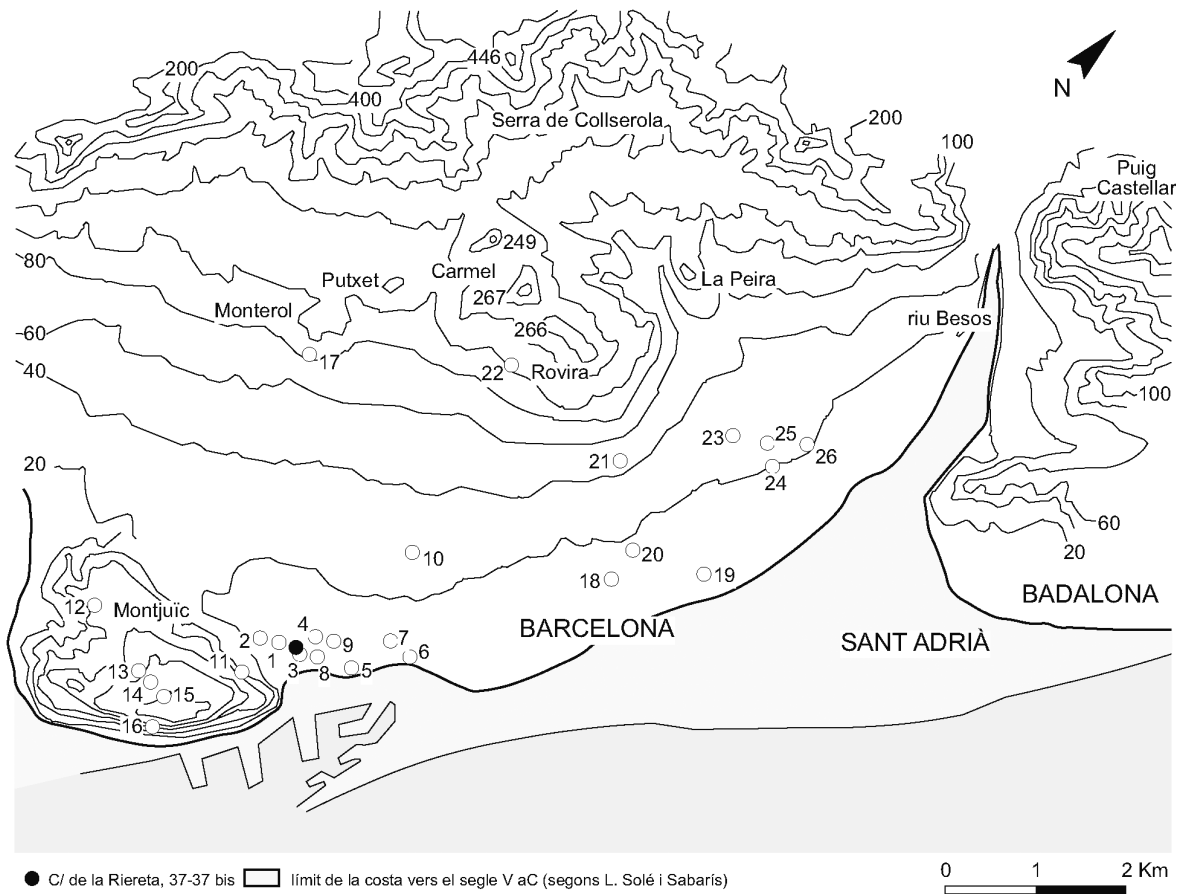 446
200
400
Serra de Collserola
200
100
N
Puig
Castellar
249
80
Putxet
Carmel
La Peira
267
Monterol
266
riu Besos
60
17
22
Rovira
40
100
23
25
26
21
24
20
60
20
10
20
18
19
12
Montjuïc
BADALONA
4
2
9
7
BARCELONA
SANT ADRIÀ
1
3
8
5
6
11
13
14
15
16
C/ de la Riereta, 37-37 bis
límit de la costa vers el segle V aC (segons L. Solé i Sabarís)
0 1 2 Km